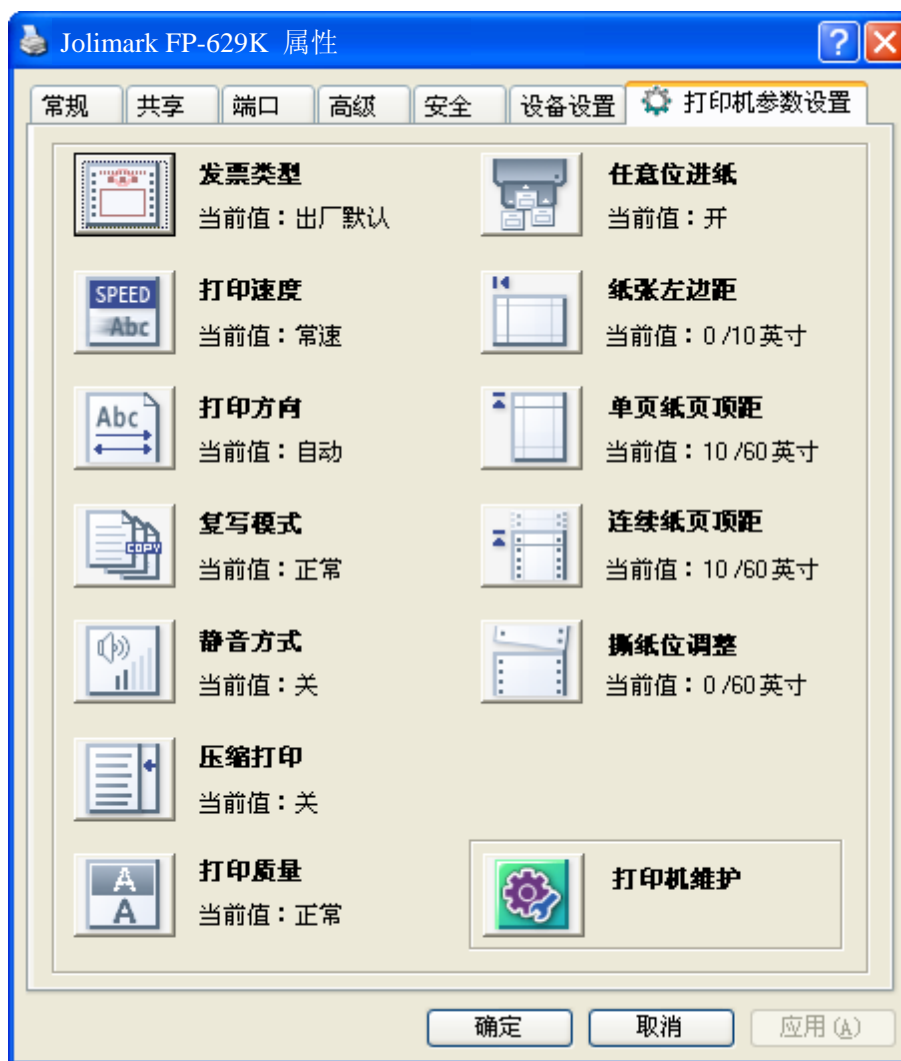 Jolimark FP-629K 属性
常规 共享 端口 高级 安全 设备设置 打印机参数设置
发票类型
当前值：出厂默认
SPEED
Abc
打印速度
当前值：常速
Abc
打印方向
当前值：自动
COPY
复写模式
当前值：正常
静音方式
当前值：关
压缩打印
当前值：关
A
A
打印质量
当前值：正常
任意位进纸
当前值：开
纸张左边距
当前值：0/10英寸
单页纸页顶距
当前值：10/60英寸
连续纸页顶距
当前值：10/60英寸
撕纸位调整
当前值：0/60英寸
打印机维护
确定 取消 应用(A)